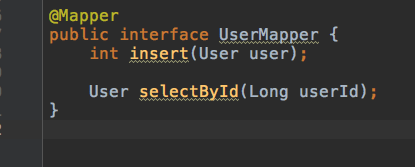 @Mapper
public interface UserMapper {
    int insert(User user);
    User selectById(Long userId);
}